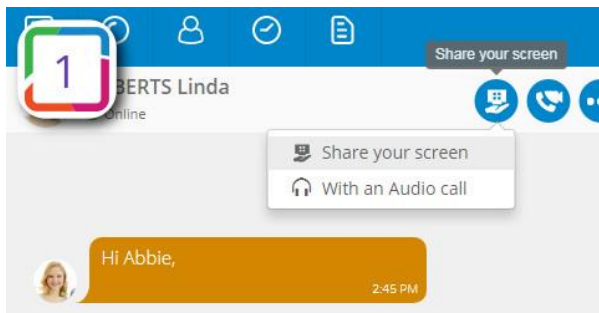 Share your screen
1
BERTS Linda
Online
Share your screen
With an Audio call
Hi Abbie,
2:45 PM